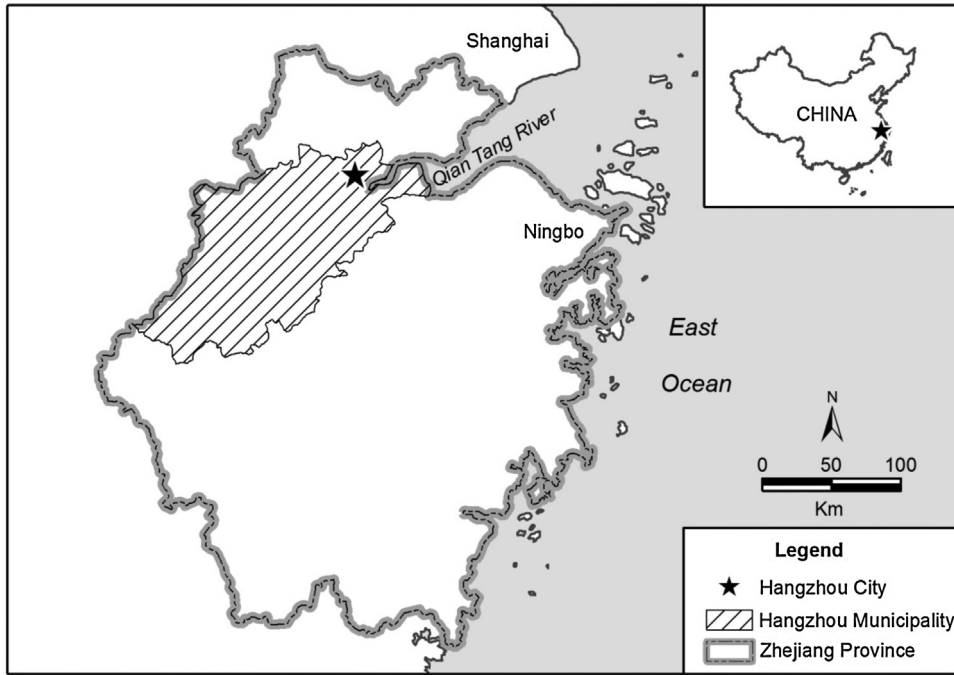 Shanghai
CHINA
Qian Tang River
Ningbo
East
Ocean
N
0 50 100
Km
Legend
Hangzhou City
Hangzhou Municipality
Zhejiang Province